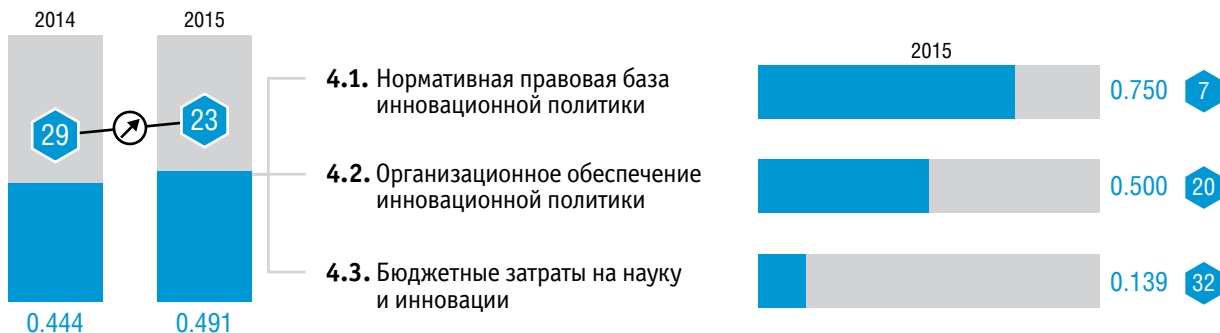 2014
2015
29
23
0.444
0.491
4.1. Нормативная правовая база
инновационной политики
4.2. Организационное обеспечение
инновационной политики
4.3. Бюджетные затраты на науку
и инновации
2015
0.750 7
0.500 20
0.139 32